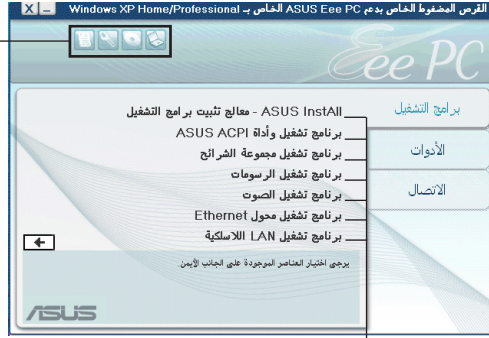 القرص المضغوط الخاص بدعم ASUS Eee PC الخاص بـ Windows XP Home/Professional
Eee PC
برامج التشغيل
الأدوات
الاتصال
ASUS InstAll - معالج تثبيت برامج التشغيل
برنامج تشغيل وأداة ASUS ACPI
برنامج تشغيل مجموعة الشرائح
برنامج تشغيل الرسومات
برنامج تشغيل الصوت
برنامج تشغيل محول Ethernet
برنامج تشغيل LAN اللاسلكية
يرجى اختيار العناصر الموجودة على الجانب الأيمن.
ASUS